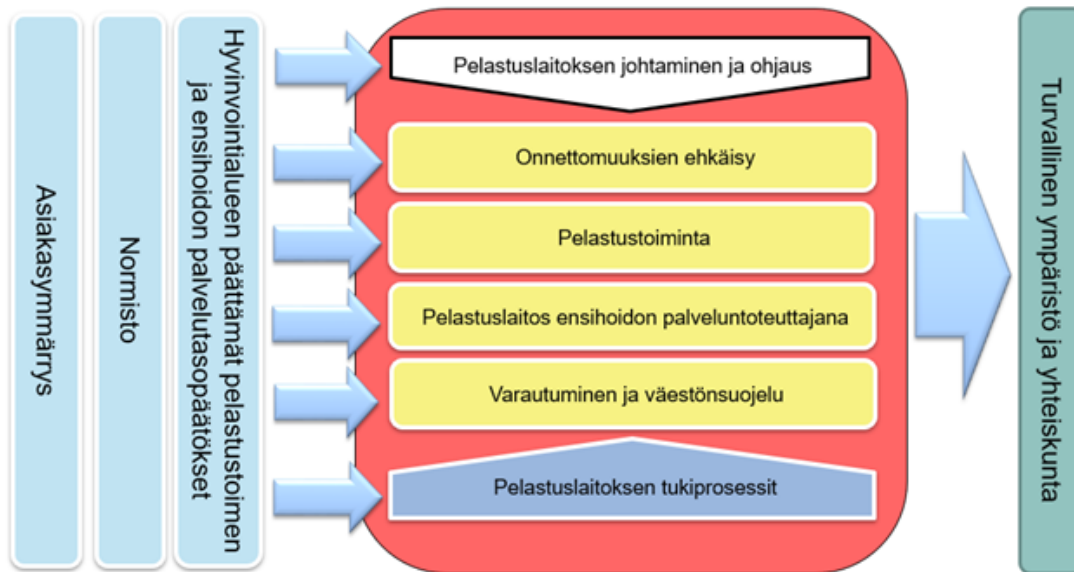 Asiakasymmärrys
Normisto
Hyvinvointialueen päättämät pelastustoimen
ja ensihoidon palvelutasopäätökset
Pelastuslaitoksen johtaminen ja ohjaus
Onnettomuuksien ehkäisy
Pelastustoiminta
Pelastuslaitos ensihoidon palveluntoteuttajana
Varautuminen ja väestönsuojelu
Pelastuslaitoksen tukiprosessit
Turvallinen ympäristö ja yhteiskunta